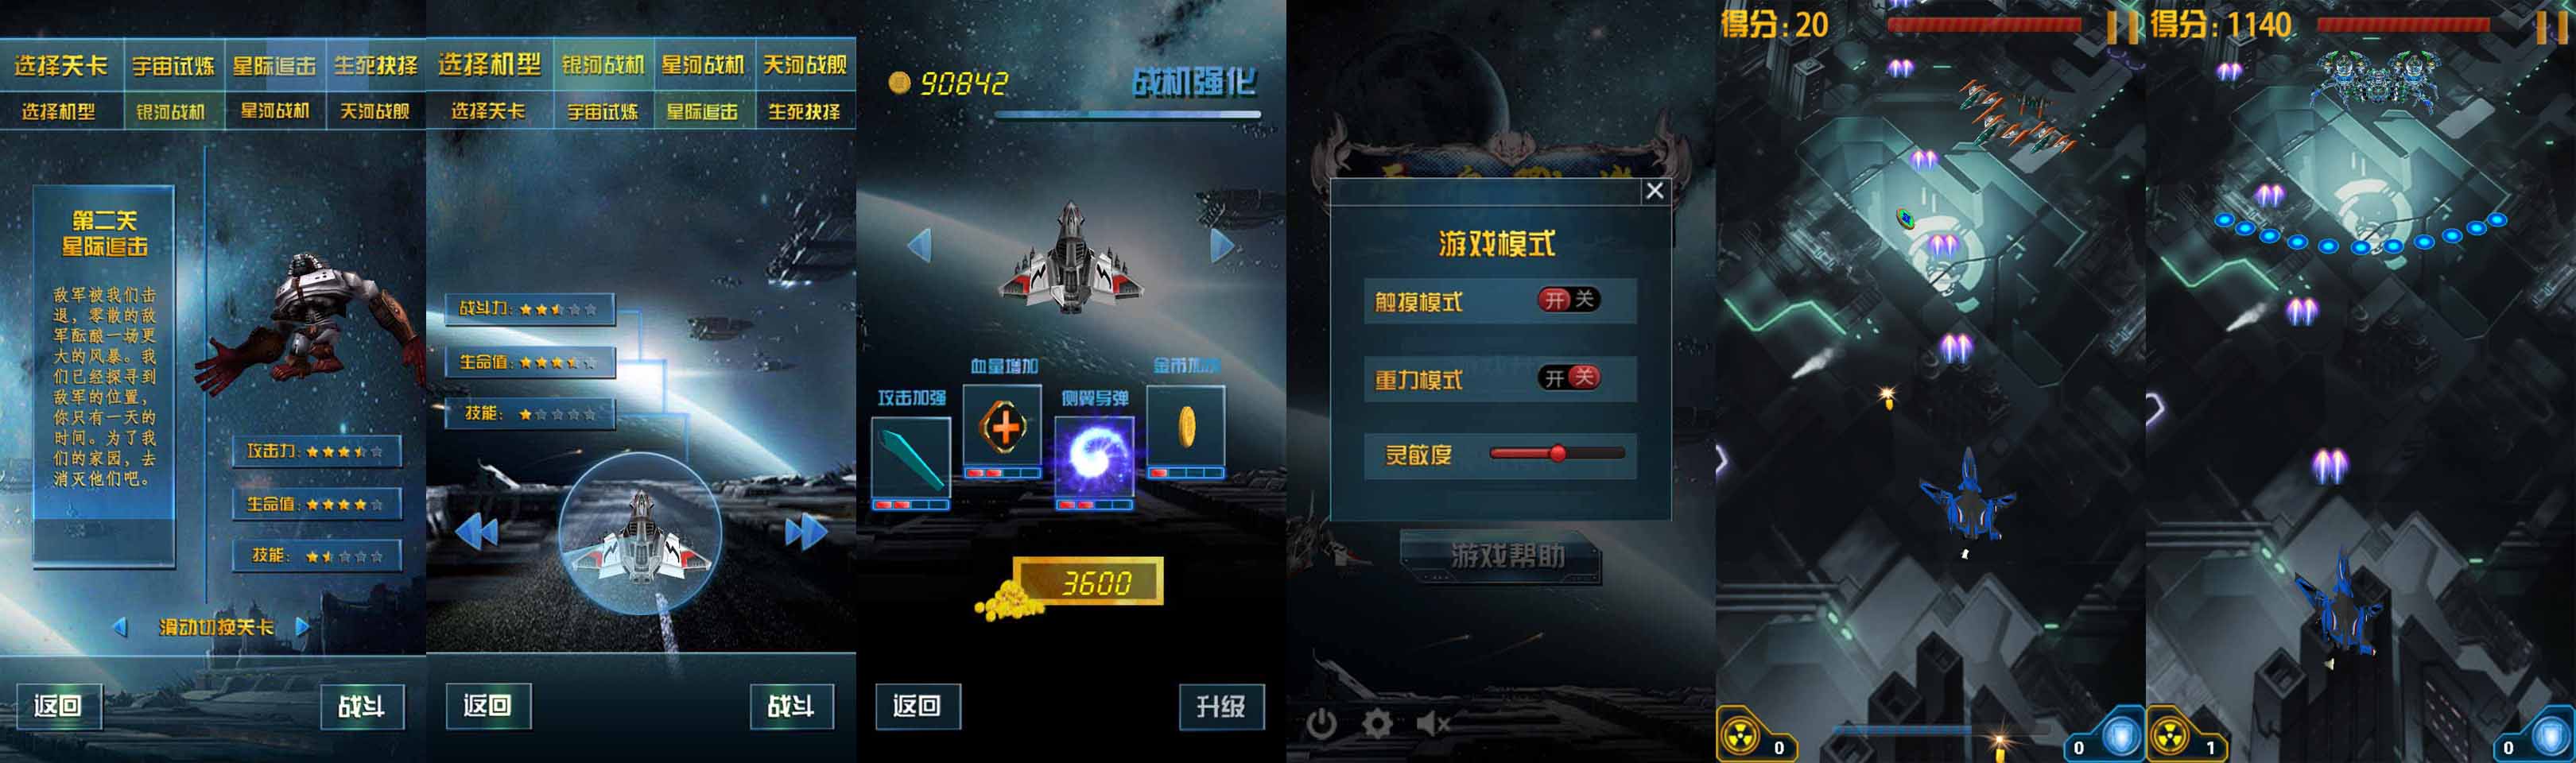 选择关卡 宇宙试炼 星际追击 生死抉择
选择机型 银河战机 星河战机 天河战舰
第二关
星际追击
敌军被我们击
退，零散的敌
军酝酿一场更
大的风暴。我
们已经探寻到
敌军的位置，
你只有一天的
时间。为了我
们的家园，去
消灭他们吧。
攻击力:
生命值:
技能:
滑动切换关卡
返回
战斗
选择机型 银河战机 星河战机 天河战舰
选择关卡 宇宙试炼 星际追击 生死抉择
战斗力:
生命值:
技能:
返回
战斗
90842
战机强化
攻击加强
血量增加
侧翼导弹
3600
返回
升级
游戏模式
触摸模式 开 关
重力模式 开 关
灵敏度
游戏帮助
得分: 20
0
0
得分: 1140
1
0